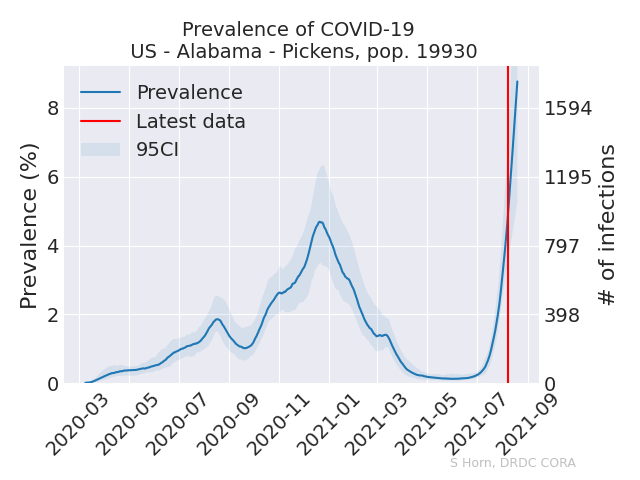 Prevalence of COVID-19
US - Alabama - Pickens, pop. 19930
Prevalence
Latest data
95CI
Prevalence (%)
8
6
4
2
0
1594
1195
797
398
0
# of infections
2020-03
2020-05
2020-07
2020-09
2020-11
2021-01
2021-03
2021-05
2021-07
2021-09
S Horn, DRDC CORA